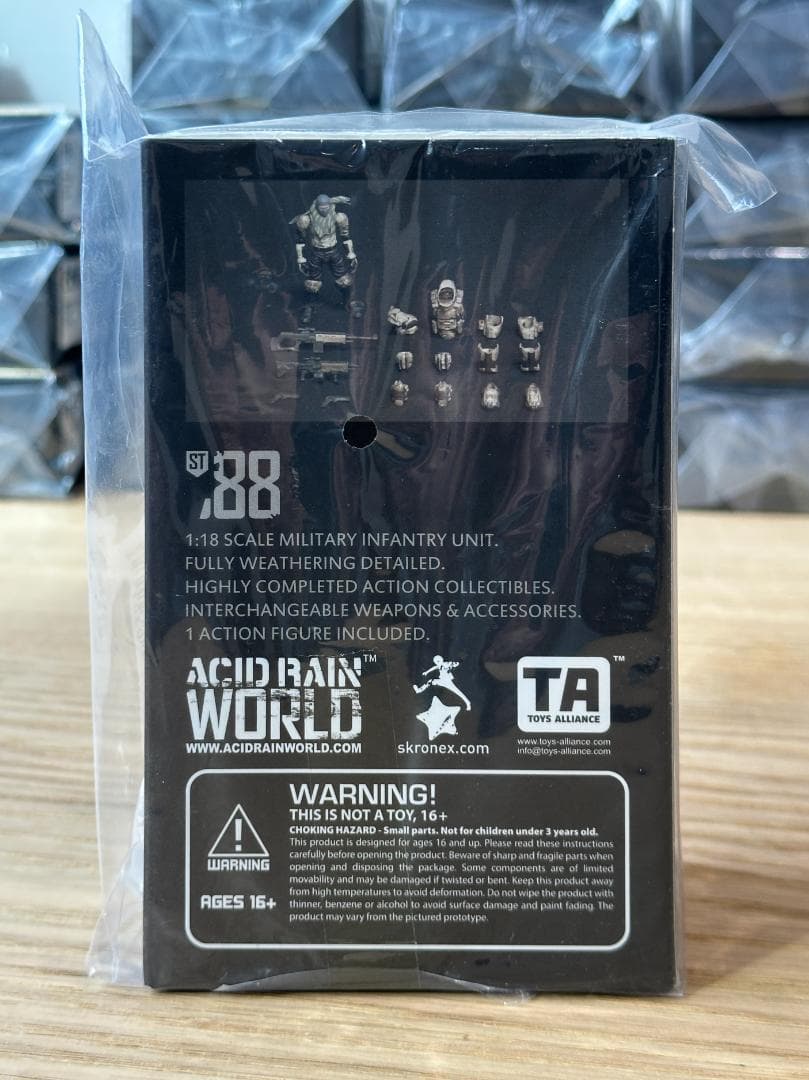 ST
88
1:18 SCALE MILITARY INFANTRY UNIT.
FULLY WEATHERING DETAILED.
HIGHLY COMPLETED ACTION COLLECTIBLES.
INTERCHANGEABLE WEAPONS & ACCESSORIES.
1 ACTION FIGURE INCLUDED.
ACID RAIN™
WORLD
WWW.ACIDRAINWORLD.COM
skronex.com
TA™
TOYS ALLIANCE
www.toys-alliance.com
info@toys-alliance.com
WARNING!
THIS IS NOT A TOY, 16+
CHOKING HAZARD - Small parts. Not for children under 3 years old.
This product is designed for ages 16 and up. Please read these instructions
carefully before opening the product. Beware of sharp and fragile parts when
opening and disposing the package. Some components are of limited
movability and may be damaged if twisted or bent. Keep this product away
from high temperatures to avoid deformation. Do not wipe the product with
thinner, benzene or alcohol to avoid surface damage and paint fading. The
product may vary from the pictured prototype.
WARNING
AGES 16+